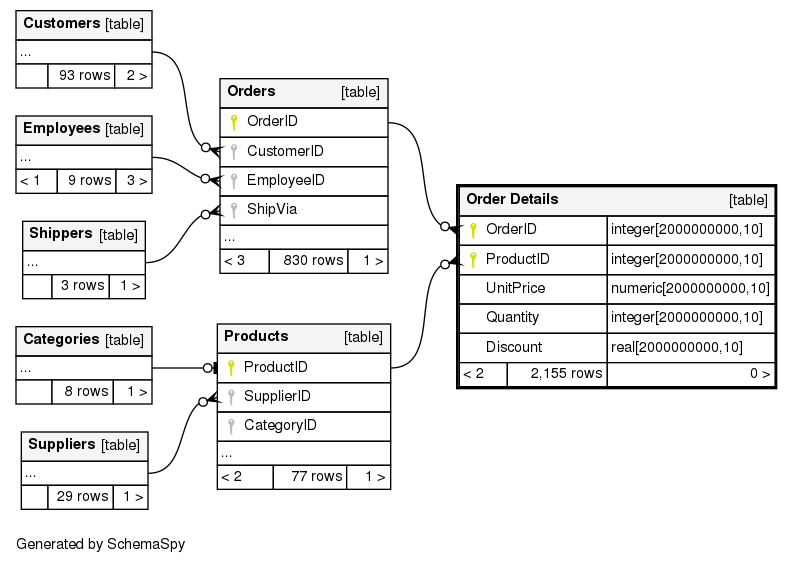 Customers [table]
...
93 rows 2 >
Employees [table]
...
< 1 9 rows 3 >
Shippers [table]
...
3 rows 1 >
Categories [table]
...
8 rows 1 >
Suppliers [table]
...
29 rows 1 >
Orders [table]
OrderID
CustomerID
EmployeeID
ShipVia
...
< 3 830 rows 1 >
Products [table]
ProductID
SupplierID
CategoryID
...
< 2 77 rows 1 >
Order Details [table]
OrderID integer[2000000000,10]
ProductID integer[2000000000,10]
UnitPrice numeric[2000000000,10]
Quantity integer[2000000000,10]
Discount real[2000000000,10]
< 2 2,155 rows 0 >
Generated by SchemaSpy